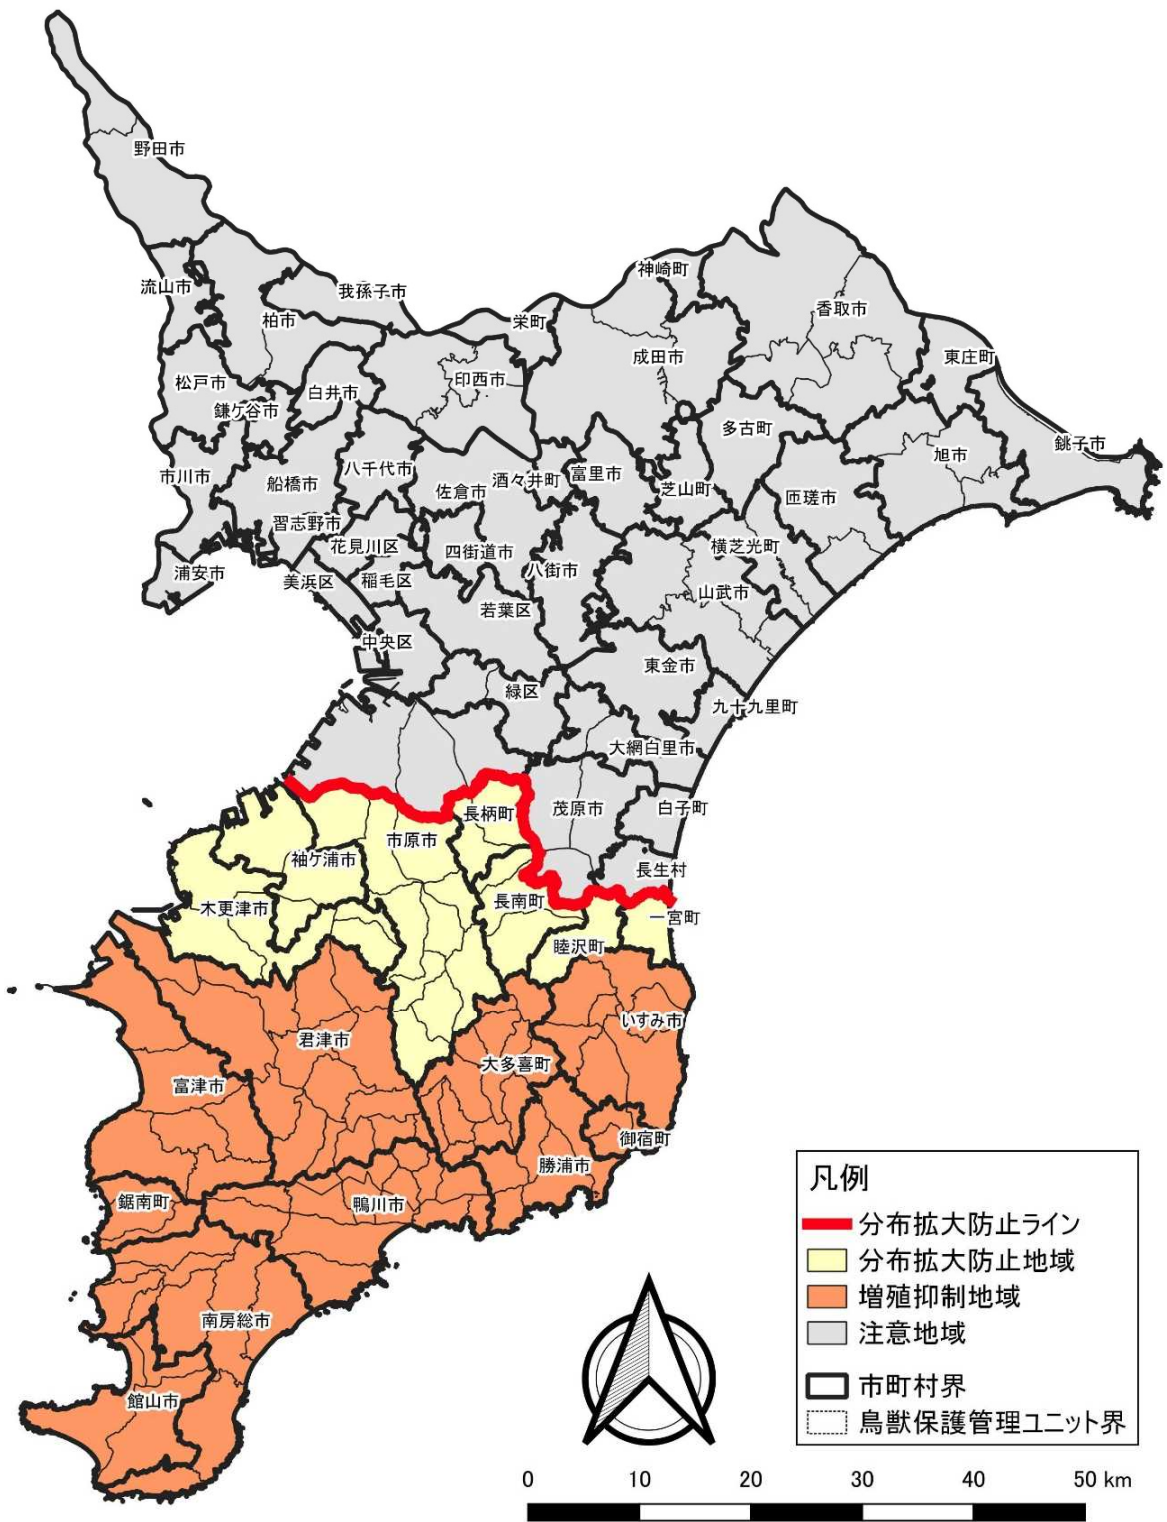 野田市
神崎町
流山市
我孫子市
香取市
柏市
栄町
成田市
東庄町
松戸市
印西市
白井市
鎌ケ谷市
多古町
銚子市
旭市
市川市
八千代市
船橋市
酒々井町
富里市
佐倉市
芝山町
匝瑳市
習志野市
花見川区
四街道市
横芝光町
浦安市
美浜区
稲毛区
八街市
山武市
若葉区
中央区
東金市
緑区
九十九里町
大網白里市
長柄町
茂原市
白子町
市原市
袖ケ浦市
長生村
木更津市
長南町
一宮町
睦沢町
いすみ市
君津市
大多喜町
富津市
御宿町
勝浦市
鋸南町
鴨川市
南房総市
館山市
凡例
分布拡大防止ライン
分布拡大防止地域
増殖抑制地域
注意地域
市町村界
鳥獣保護管理ユニット界
0 10 20 30 40 50 km